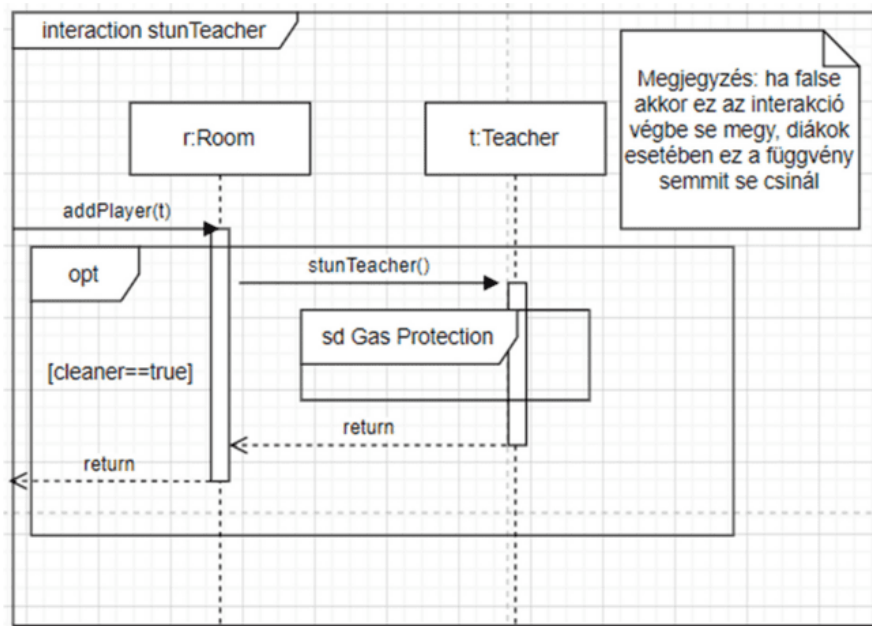 interaction stunTeacher
Megjegyzés: ha false
akkor ez az interakció
végbe se megy, diákok
esetében ez a függvény
semmit se csinál
r:Room
t:Teacher
addPlayer(t)
opt
stunTeacher()
sd Gas Protection
[cleaner==true]
return
return